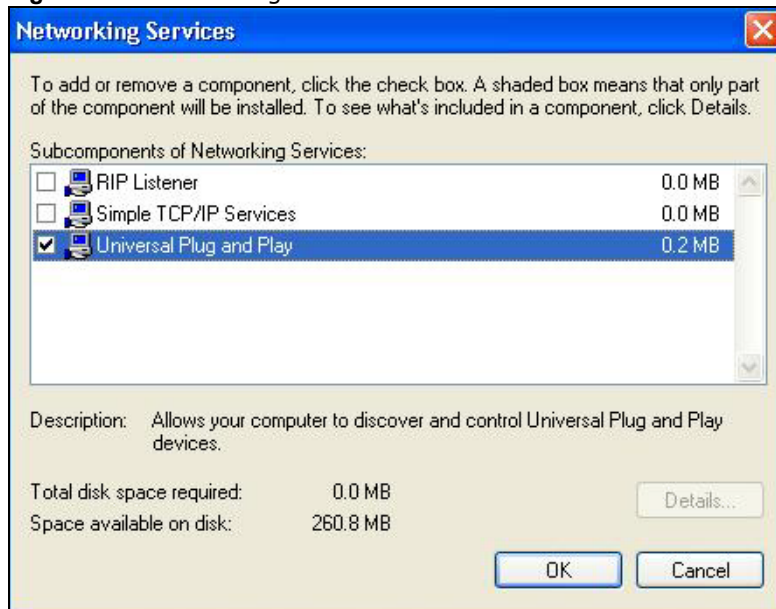 Networking Services
To add or remove a component, click the check box. A shaded box means that only part
of the component will be installed. To see what's included in a component, click Details.
Subcomponents of Networking Services:
RIP Listener 0.0 MB
Simple TCP/IP Services 0.0 MB
Universal Plug and Play 0.2 MB
Description: Allows your computer to discover and control Universal Plug and Play
devices.
Total disk space required: 0.0 MB
Space available on disk: 260.8 MB
Details...
OK Cancel